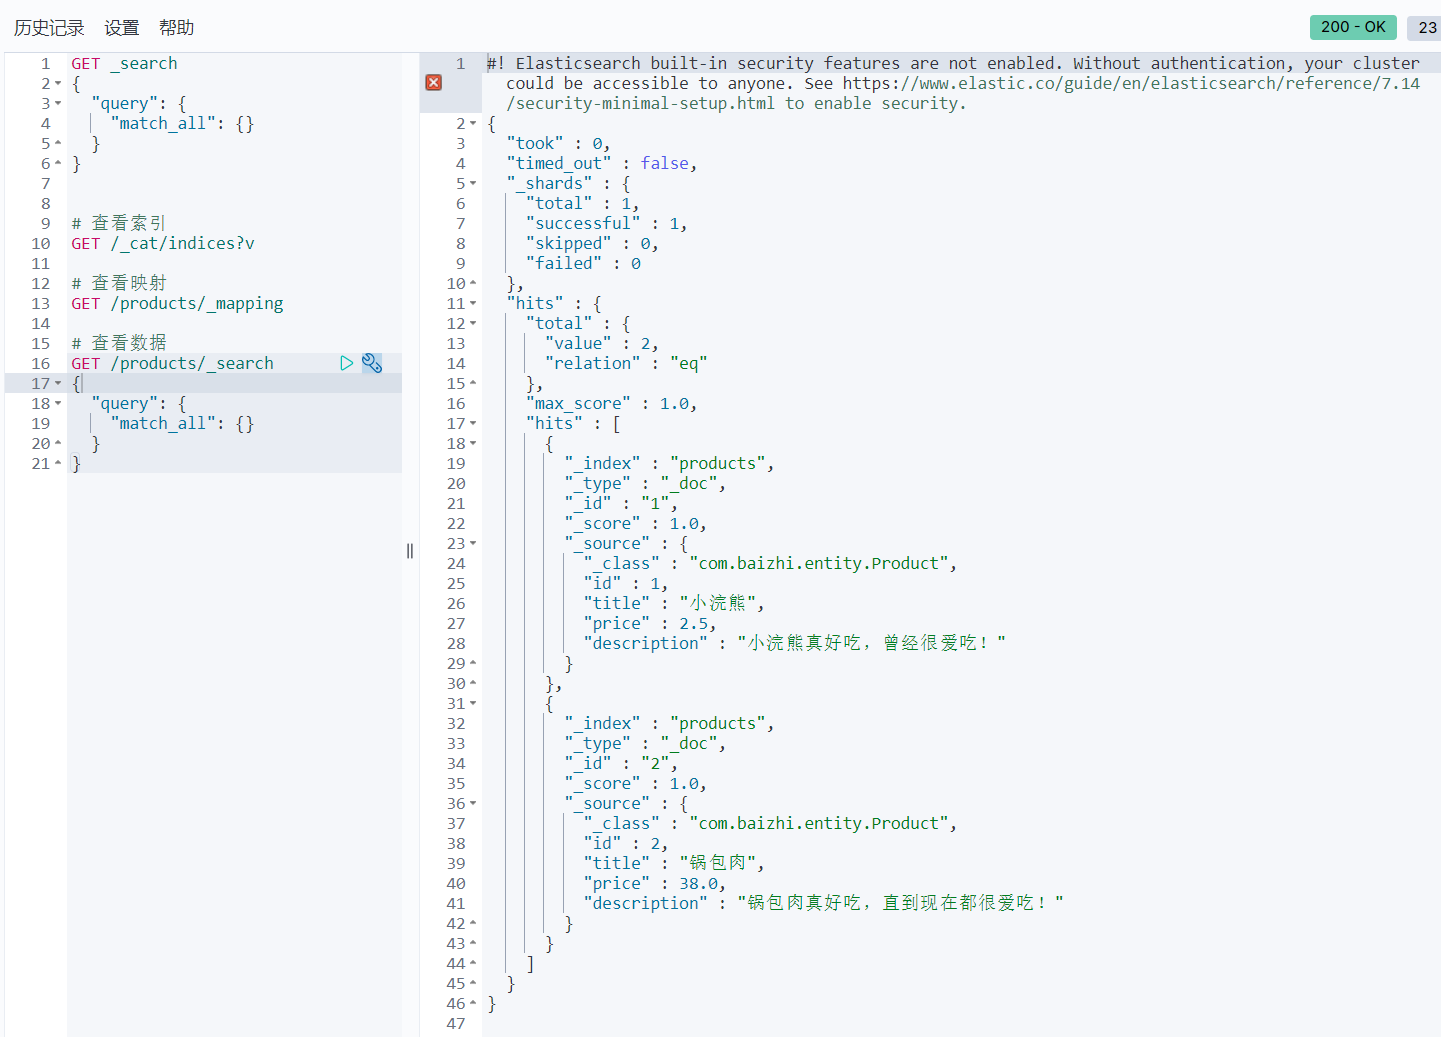 历史记录 设置 帮助
200 - OK
23
1 GET _search
2 {
3 "query": {
4 "match_all": {}
5 }
6 }
7
8
9 # 查看索引
10 GET /_cat/indices?v
11
12 # 查看映射
13 GET /products/_mapping
14
15 # 查看数据
16 GET /products/_search
17 {
18 "query": {
19 "match_all": {}
20 }
21 }
1 #! Elasticsearch built-in security features are not enabled. Without authentication, your cluster
could be accessible to anyone. See https://www.elastic.co/guide/en/elasticsearch/reference/7.14
/security-minimal-setup.html to enable security.
2 {
3 "took" : 0,
4 "timed_out" : false,
5 "_shards" : {
6 "total" : 1,
7 "successful" : 1,
8 "skipped" : 0,
9 "failed" : 0
10 },
11 "hits" : {
12 "total" : {
13 "value" : 2,
14 "relation" : "eq"
15 },
16 "max_score" : 1.0,
17 "hits" : [
18 {
19 "_index" : "products",
20 "_type" : "_doc",
21 "_id" : "1",
22 "_score" : 1.0,
23 "_source" : {
24 "_class" : "com.baizhi.entity.Product",
25 "id" : 1,
26 "title" : "小浣熊",
27 "price" : 2.5,
28 "description" : "小浣熊真好吃，曾经很爱吃！"
29 }
30 },
31 {
32 "_index" : "products",
33 "_type" : "_doc",
34 "_id" : "2",
35 "_score" : 1.0,
36 "_source" : {
37 "_class" : "com.baizhi.entity.Product",
38 "id" : 2,
39 "title" : "锅包肉",
40 "price" : 38.0,
41 "description" : "锅包肉真好吃，直到现在都很爱吃！"
42 }
43 }
44 ]
45 }
46 }
47